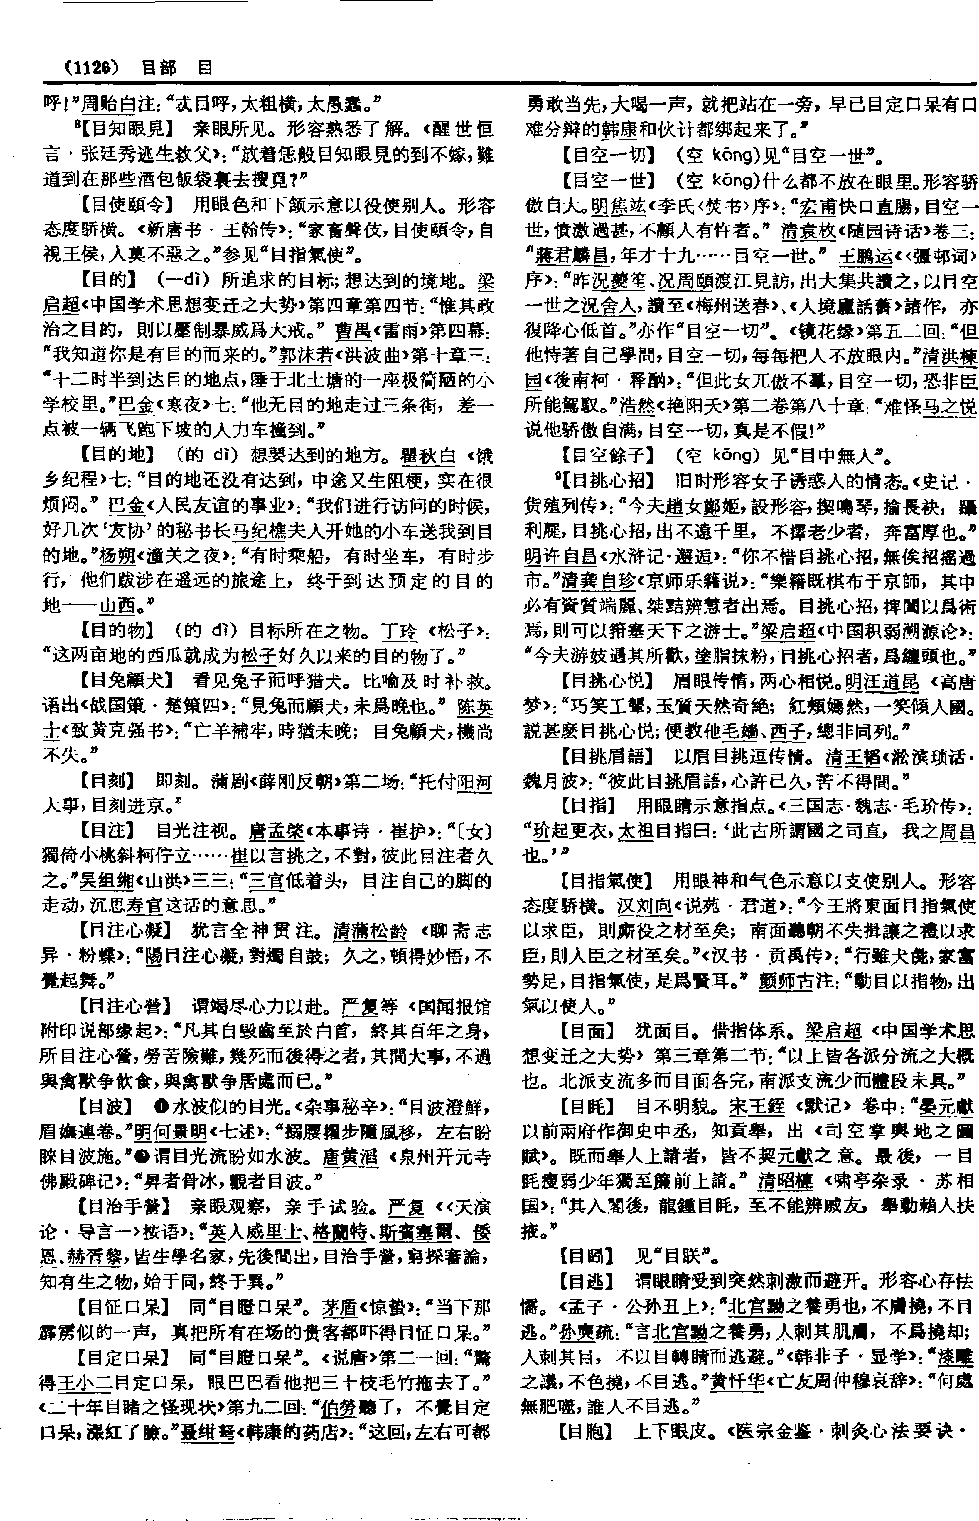 (1126) 目部 目
呼！”周贻白注：“忒目呼，太粗横，太愚蠢。”
⁸【目知眼見】 亲眼所见。形容熟悉了解。《醒世恒
言·张廷秀逃生救父》：“放着恁般目知眼見的到不嫁，難
道到在那些酒包飯袋裏去搜覓？”
【目使頤令】 用眼色和下颔示意以役使别人。形容
态度骄横。《新唐书·王翰传》：“家畜聲伎，目使頤令，自
視王侯，人莫不惡之。”参见“目指氣使”。
【目的】 (—dì) 所追求的目标；想达到的境地。梁
启超《中国学术思想变迁之大势》第四章第四节：“惟其政
治之目的，則以壓制暴威爲大戒。” 曹禺《雷雨》第四幕：
“我知道你是有目的而来的。”郭沫若《洪波曲》第十章三：
“十二时半到达目的地点，睡于北土塘的一座极简陋的小
学校里。”巴金《寒夜》七：“他无目的地走过三条街，差一
点被一辆飞跑下坡的人力车撞到。”
【目的地】 (的 dì) 想要达到的地方。瞿秋白《饿
乡纪程》七：“目的地还没有达到，中途又生阻梗，实在很
烦闷。” 巴金《人民友谊的事业》：“我们进行访问的时候，
好几次‘友协’的秘书长马纪樵夫人开她的小车送我到目
的地。”杨朔《潼关之夜》：“有时乘船，有时坐车，有时步
行，他们跋涉在遥远的旅途上，终于到达预定的目的
地——山西。”
【目的物】 (的 dì) 目标所在之物。丁玲《松子》：
“这两亩地的西瓜就成为松子好久以来的目的物了。”
【目兔顧犬】 看见兔子而呼猎犬。比喻及时补救。
语出《战国策·楚策四》：“見兔而顧犬，未爲晚也。” 陈英
士《致黄克强书》：“亡羊補牢，時猶未晚；目兔顧犬，機尚
不失。”
【目刻】 即刻。蒲剧《薛刚反朝》第二场：“托付阳河
大事，目刻进京。”
【目注】 目光注视。唐孟棨《本事诗·崔护》：“〔女〕
獨倚小桃斜柯佇立……崔以言挑之，不對，彼此目注者久
之。”吴组缃《山洪》三三：“三官低着头，目注自己的脚的
走动，沉思寿官这话的意思。”
【目注心凝】 犹言全神贯注。清蒲松龄《聊斋志
异·粉蝶》：“陽目注心凝，對燭自鼓；久之，頓得妙悟，不
覺起舞。”
【目注心營】 谓竭尽心力以赴。严复等《国闻报馆
附印说部缘起》：“凡其自毁齒至於白首，終其百年之身，
所目注心營，勞苦險難，幾死而後得之者，其間大事，不過
與禽獸争飲食，與禽獸争居處而已。”
【目波】 ❶水波似的目光。《杂事秘辛》：“目波澄鮮，
眉嫵連卷。”明何景明《七述》：“搦腰擢步隨風移，左右盼
睞目波施。”❷谓目光流盼如水波。唐黄滔《泉州开元寺
佛殿碑记》：“昇者骨冰，觀者目波。”
【目治手營】 亲眼观察，亲手试验。严复《〈天演
论·导言一〉按语》：“英人威里士、格蘭特、斯賓塞爾、倭
恩、赫胥黎，皆生學名家，先後間出，目治手營，窮探審論，
知有生之物，始于同，终于異。”
【目怔口呆】 同“目瞪口呆”。茅盾《惊蛰》：“当下那
霹雳似的一声，真把所有在场的贵客都吓得目怔口呆。”
【目定口呆】 同“目瞪口呆”。《说唐》第二一回：“驚
得王小二目定口呆，眼巴巴看他把三十枝毛竹拖去了。”
《二十年目睹之怪现状》第九二回：“伯勞聽了，不覺目定
口呆，漲紅了臉。”聂绀弩《韩康的药店》：“这回，左右可都
勇敢当先，大喝一声，就把站在一旁，早已目定口呆有口
难分辩的韩康和伙计都绑起来了。”
【目空一切】 (空 kōng)见“目空一世”。
【目空一世】 (空 kōng)什么都不放在眼里。形容骄
傲自大。明焦竑《李氏〈焚书〉序》：“宏甫快口直腸，目空一
世，憤激過甚，不顧人有忤者。” 清袁枚《随园诗话》卷三：
“蔣君麟昌，年才十九……目空一世。” 王鹏运《〈彊邨词〉
序》：“昨况夔笙、况周頤渡江見訪，出大集共讀之，以目空
一世之况舍人，讀至《梅州送春》、《人境廬話舊》諸作，亦
復降心低首。”亦作“目空一切”。《镜花缘》第五二回：“但
他恃著自己學問，目空一切，每每把人不放眼内。”清洪楝
园《後南柯·释酗》：“但此女兀傲不羣，目空一切，恐非臣
所能駕馭。”浩然《艳阳天》第二卷第八十章：“难怪马之悦
说他骄傲自满，目空一切，真是不假！”
【目空餘子】 (空 kōng) 见“目中無人”。
⁹【目挑心招】 旧时形容女子诱惑人的情态。《史记·
货殖列传》：“今夫趙女鄭姬，設形容，揳鳴琴，揄長袂，躡
利屣，目挑心招，出不遠千里，不擇老少者，奔富厚也。”
明许自昌《水浒记·邂逅》：“你不惜目挑心招，無俟招摇過
市。”清龚自珍《京师乐籍说》：“樂籍既棋布于京師，其中
必有資質端麗、桀黠辨慧者出焉。目挑心招，捭闔以爲術
焉，則可以箝塞天下之游士。”梁启超《中国积弱溯源论》：
“今夫游妓遇其所歡，塗脂抹粉，目挑心招者，爲纏頭也。”
【目挑心悦】 眉眼传情，两心相悦。明汪道昆《高唐
梦》：“巧笑工顰，玉質天然奇絶；紅頰嫣然，一笑傾人國。
説甚麽目挑心悦；便教他毛嬙、西子，總非同列。”
【目挑眉語】 以眉目挑逗传情。清王韬《淞滨琐话·
魏月波》：“彼此目挑眉語，心許已久，苦不得間。”
【目指】 用眼睛示意指点。《三国志·魏志·毛玠传》：
“玠起更衣，太祖目指曰：‘此古所謂國之司直，我之周昌
也。’”
【目指氣使】 用眼神和气色示意以支使别人。形容
态度骄横。汉刘向《说苑·君道》：“今王將東面目指氣使
以求臣，則廝役之材至矣；南面聽朝不失揖讓之禮以求
臣，則人臣之材至矣。”《汉书·贡禹传》：“行雖犬彘，家富
勢足，目指氣使，是爲賢耳。” 颜师古注：“動目以指物，出
氣以使人。”
【目面】 犹面目。借指体系。梁启超《中国学术思
想变迁之大势》第三章第二节：“以上皆各派分流之大概
也。北派支流多而目面各完，南派支流少而體段未具。”
【目眊】 目不明貌。宋王銍《默记》卷中：“晏元獻
以前兩府作御史中丞，知貢舉，出《司空掌輿地之圖
賦》。既而舉人上請者，皆不契元獻之意。最後，一目
眊瘦弱少年獨至簾前上請。” 清昭槤《啸亭杂录·苏相
国》：“其入閣後，龍鍾目眊，至不能辨戚友，舉動賴人扶
掖。”
【目眴】 见“目眹”。
【目逃】 谓眼睛受到突然刺激而避开。形容心存怯
懦。《孟子·公孙丑上》：“北宫黝之養勇也，不膚撓，不目
逃。”孙奭疏：“言北宫黝之養勇，人刺其肌膚，不爲撓却；
人刺其目，不以目轉睛而逃避。”《韩非子·显学》：“漆雕
之議，不色撓，不目逃。”黄忏华《亡友周仲穆哀辞》：“何處
無肥噬，誰人不目逃。”
【目胞】 上下眼皮。《医宗金鉴·刺灸心法要诀·